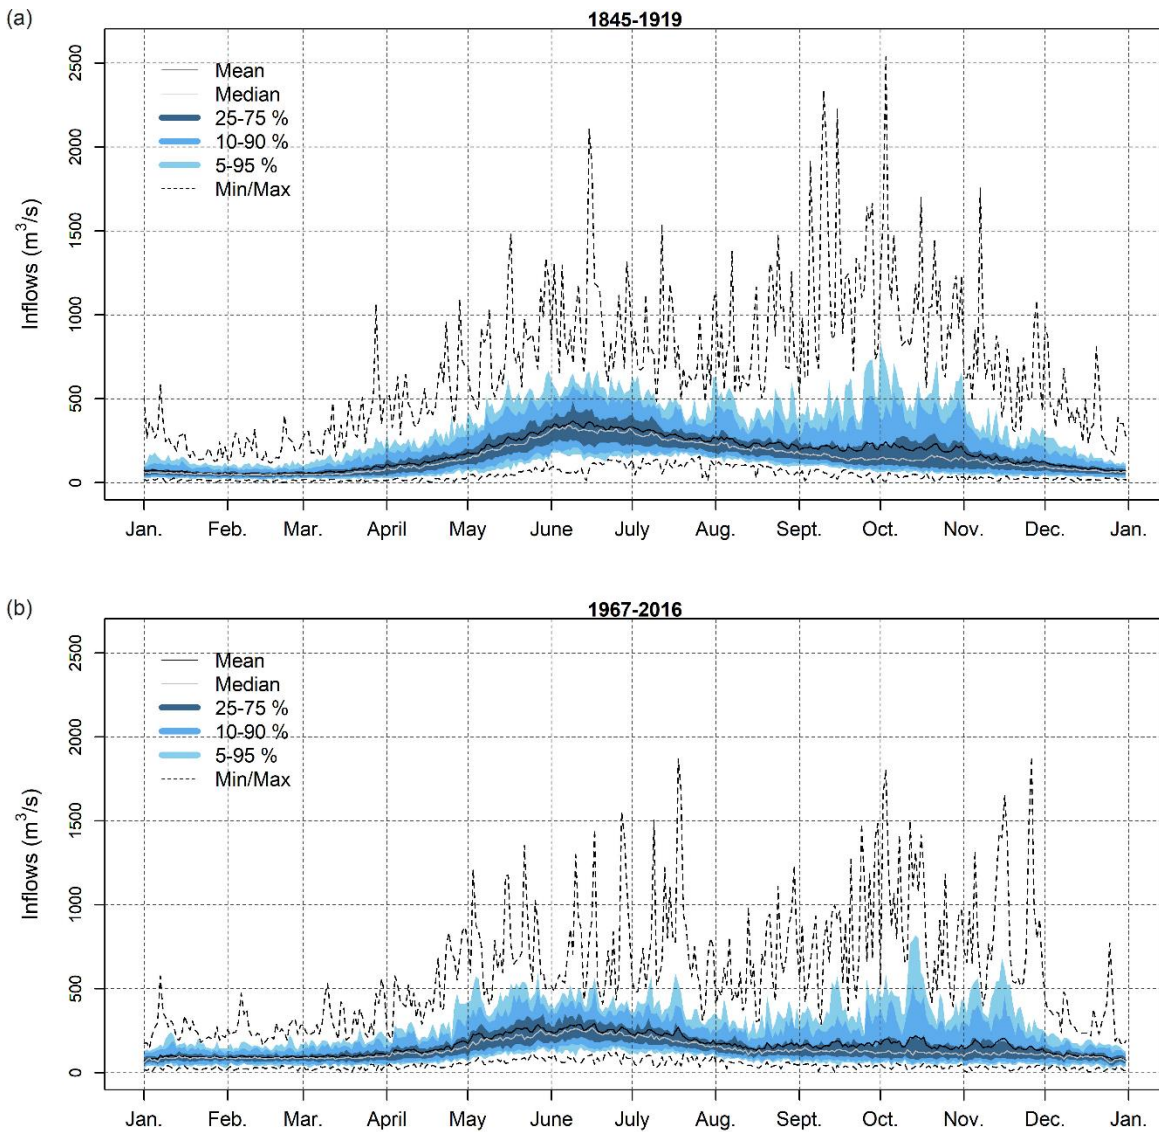 (a)
1845-1919
Mean
Median
25-75 %
10-90 %
5-95 %
Min/Max
Inflows (m³/s)
2500
2000
1500
1000
500
0
Jan. Feb. Mar. April May June July Aug. Sept. Oct. Nov. Dec. Jan.
(b)
1967-2016
Mean
Median
25-75 %
10-90 %
5-95 %
Min/Max
Inflows (m³/s)
2500
2000
1500
1000
500
0
Jan. Feb. Mar. April May June July Aug. Sept. Oct. Nov. Dec. Jan.